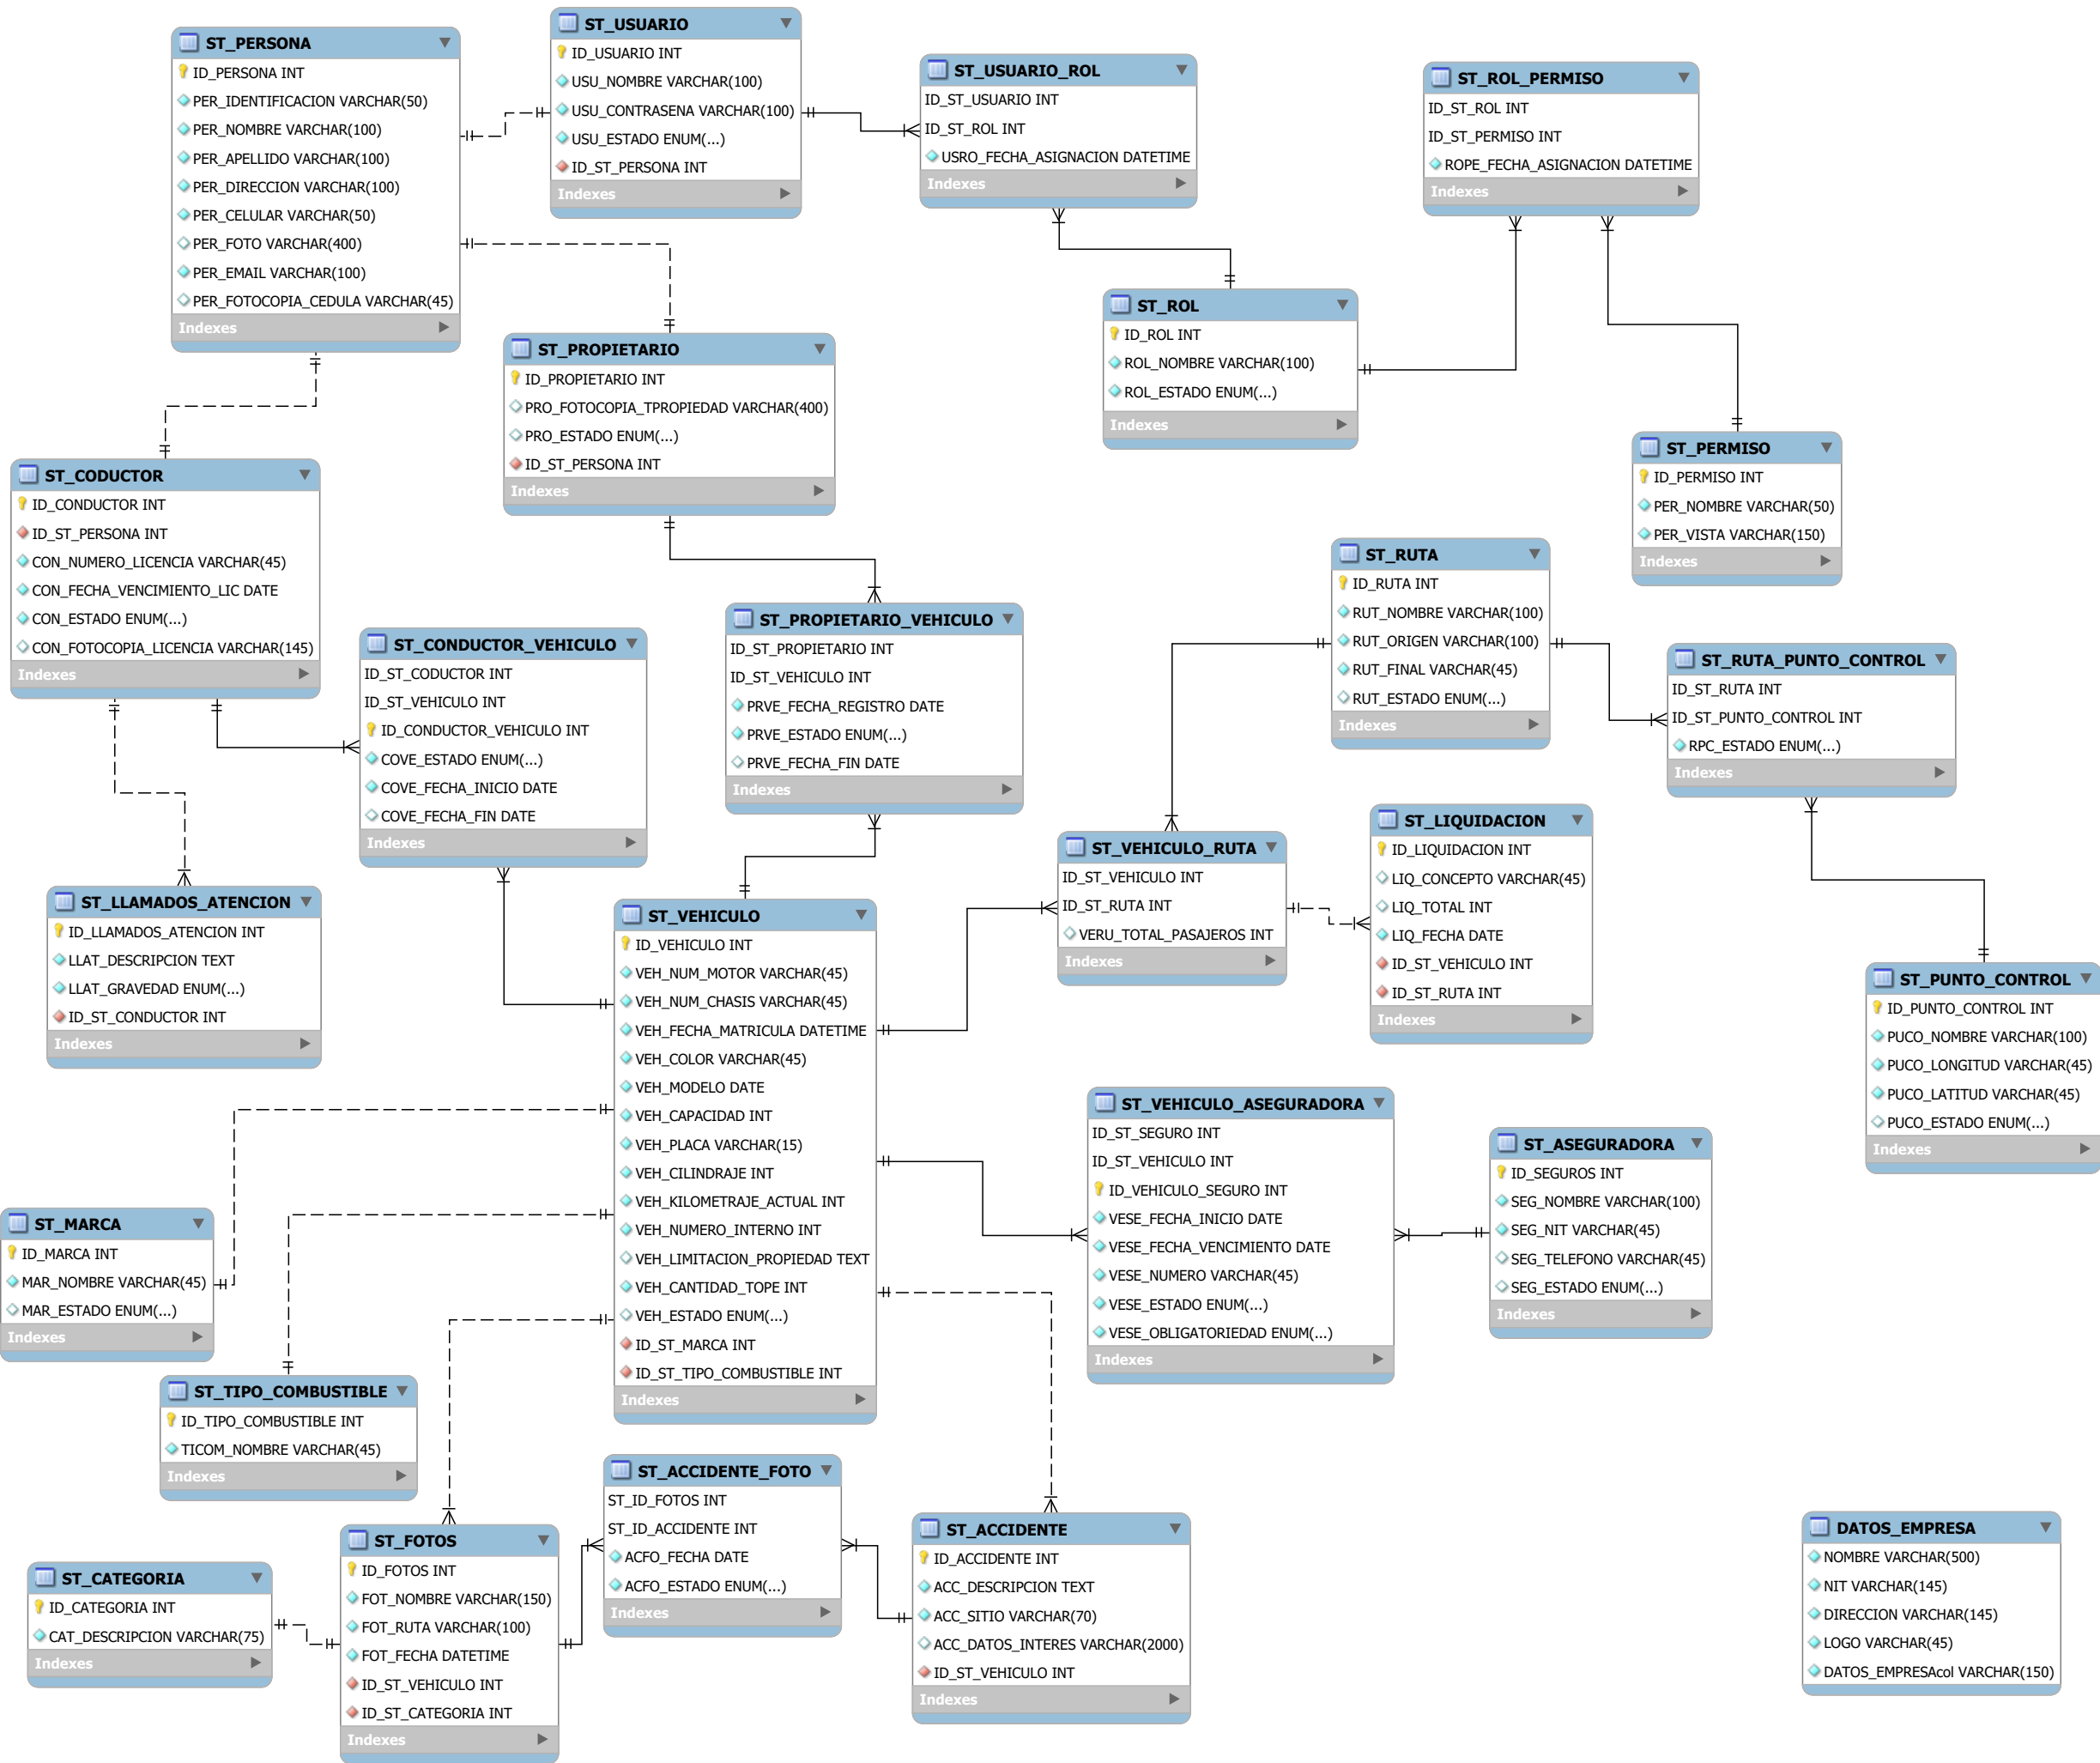 ST_PERSONA
ID_PERSONA INT
PER_IDENTIFICACION VARCHAR(50)
PER_NOMBRE VARCHAR(100)
PER_APELLIDO VARCHAR(100)
PER_DIRECCION VARCHAR(100)
PER_CELULAR VARCHAR(50)
PER_FOTO VARCHAR(400)
PER_EMAIL VARCHAR(100)
PER_FOTOCOPIA_CEDULA VARCHAR(45)
Indexes
ST_USUARIO
ID_USUARIO INT
USU_NOMBRE VARCHAR(100)
USU_CONTRASENA VARCHAR(100)
USU_ESTADO ENUM(...)
ID_ST_PERSONA INT
Indexes
ST_USUARIO_ROL
ID_ST_USUARIO INT
ID_ST_ROL INT
USRO_FECHA_ASIGNACION DATETIME
Indexes
ST_ROL_PERMISO
ID_ST_ROL INT
ID_ST_PERMISO INT
ROPE_FECHA_ASIGNACION DATETIME
Indexes
ST_PROPIETARIO
ID_PROPIETARIO INT
PRO_FOTOCOPIA_TPROPIEDAD VARCHAR(400)
PRO_ESTADO ENUM(...)
ID_ST_PERSONA INT
Indexes
ST_ROL
ID_ROL INT
ROL_NOMBRE VARCHAR(100)
ROL_ESTADO ENUM(...)
Indexes
ST_PERMISO
ID_PERMISO INT
PER_NOMBRE VARCHAR(50)
PER_VISTA VARCHAR(150)
Indexes
ST_CODUCTOR
ID_CONDUCTOR INT
ID_ST_PERSONA INT
CON_NUMERO_LICENCIA VARCHAR(45)
CON_FECHA_VENCIMIENTO_LIC DATE
CON_ESTADO ENUM(...)
CON_FOTOCOPIA_LICENCIA VARCHAR(145)
Indexes
ST_CONDUCTOR_VEHICULO
ID_ST_CODUCTOR INT
ID_ST_VEHICULO INT
ID_CONDUCTOR_VEHICULO INT
COVE_ESTADO ENUM(...)
COVE_FECHA_INICIO DATE
COVE_FECHA_FIN DATE
Indexes
ST_PROPIETARIO_VEHICULO
ID_ST_PROPIETARIO INT
ID_ST_VEHICULO INT
PRVE_FECHA_REGISTRO DATE
PRVE_ESTADO ENUM(...)
PRVE_FECHA_FIN DATE
Indexes
ST_RUTA
ID_RUTA INT
RUT_NOMBRE VARCHAR(100)
RUT_ORIGEN VARCHAR(100)
RUT_FINAL VARCHAR(45)
RUT_ESTADO ENUM(...)
Indexes
ST_RUTA_PUNTO_CONTROL
ID_ST_RUTA INT
ID_ST_PUNTO_CONTROL INT
RPC_ESTADO ENUM(...)
Indexes
ST_LLAMADOS_ATENCION
ID_LLAMADOS_ATENCION INT
LLAT_DESCRIPCION TEXT
LLAT_GRAVEDAD ENUM(...)
ID_ST_CONDUCTOR INT
Indexes
ST_VEHICULO
ID_VEHICULO INT
VEH_NUM_MOTOR VARCHAR(45)
VEH_NUM_CHASIS VARCHAR(45)
VEH_FECHA_MATRICULA DATETIME
VEH_COLOR VARCHAR(45)
VEH_MODELO DATE
VEH_CAPACIDAD INT
VEH_PLACA VARCHAR(15)
VEH_CILINDRAJE INT
VEH_KILOMETRAJE_ACTUAL INT
VEH_NUMERO_INTERNO INT
VEH_LIMITACION_PROPIEDAD TEXT
VEH_CANTIDAD_TOPE INT
VEH_ESTADO ENUM(...)
ID_ST_MARCA INT
ID_ST_TIPO_COMBUSTIBLE INT
Indexes
ST_VEHICULO_RUTA
ID_ST_VEHICULO INT
ID_ST_RUTA INT
VERU_TOTAL_PASAJEROS INT
Indexes
ST_LIQUIDACION
ID_LIQUIDACION INT
LIQ_CONCEPTO VARCHAR(45)
LIQ_TOTAL INT
LIQ_FECHA DATE
ID_ST_VEHICULO INT
ID_ST_RUTA INT
Indexes
ST_PUNTO_CONTROL
ID_PUNTO_CONTROL INT
PUCO_NOMBRE VARCHAR(100)
PUCO_LONGITUD VARCHAR(45)
PUCO_LATITUD VARCHAR(45)
PUCO_ESTADO ENUM(...)
Indexes
ST_VEHICULO_ASEGURADORA
ID_ST_SEGURO INT
ID_ST_VEHICULO INT
ID_VEHICULO_SEGURO INT
VESE_FECHA_INICIO DATE
VESE_FECHA_VENCIMIENTO DATE
VESE_NUMERO VARCHAR(45)
VESE_ESTADO ENUM(...)
VESE_OBLIGATORIEDAD ENUM(...)
Indexes
ST_ASEGURADORA
ID_SEGUROS INT
SEG_NOMBRE VARCHAR(100)
SEG_NIT VARCHAR(45)
SEG_TELEFONO VARCHAR(45)
SEG_ESTADO ENUM(...)
Indexes
ST_MARCA
ID_MARCA INT
MAR_NOMBRE VARCHAR(45)
MAR_ESTADO ENUM(...)
Indexes
ST_TIPO_COMBUSTIBLE
ID_TIPO_COMBUSTIBLE INT
TICOM_NOMBRE VARCHAR(45)
Indexes
ST_ACCIDENTE_FOTO
ST_ID_FOTOS INT
ST_ID_ACCIDENTE INT
ACFO_FECHA DATE
ACFO_ESTADO ENUM(...)
Indexes
ST_CATEGORIA
ID_CATEGORIA INT
CAT_DESCRIPCION VARCHAR(75)
Indexes
ST_FOTOS
ID_FOTOS INT
FOT_NOMBRE VARCHAR(150)
FOT_RUTA VARCHAR(100)
FOT_FECHA DATETIME
ID_ST_VEHICULO INT
ID_ST_CATEGORIA INT
Indexes
ST_ACCIDENTE
ID_ACCIDENTE INT
ACC_DESCRIPCION TEXT
ACC_SITIO VARCHAR(70)
ACC_DATOS_INTERES VARCHAR(2000)
ID_ST_VEHICULO INT
Indexes
DATOS_EMPRESA
NOMBRE VARCHAR(500)
NIT VARCHAR(145)
DIRECCION VARCHAR(145)
LOGO VARCHAR(45)
DATOS_EMPRESAcol VARCHAR(150)